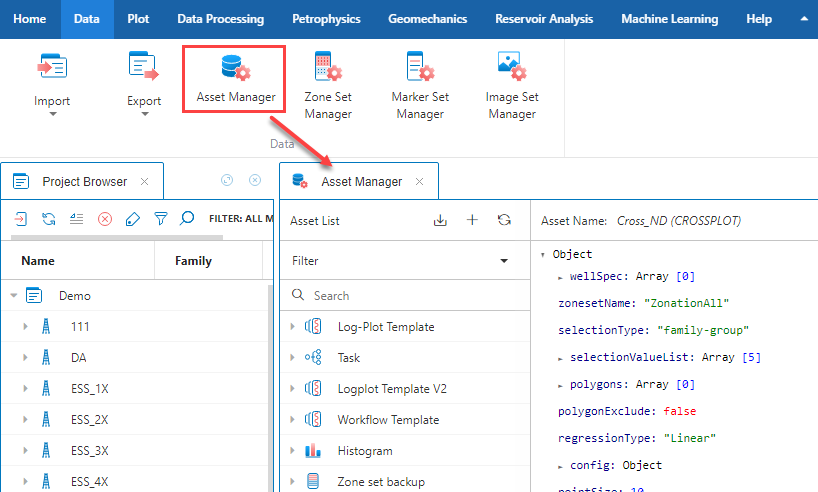 Home Data Plot Data Processing Petrophysics Geomechanics Reservoir Analysis Machine Learning Help
Import Export Asset Manager Zone Set Manager Marker Set Manager Image Set Manager
Data
Project Browser
Asset Manager
FILTER: ALL M
Asset List
Asset Name: Cross_ND (CROSSPLOT)
Name Family
Filter
Search
Demo
111
DA
ESS_1X
ESS_2X
ESS_3X
ESS_4X
Log-Plot Template
Task
Logplot Template V2
Workflow Template
Histogram
Zone set backup
Object
wellSpec: Array [0]
zonesetName: "ZonationAll"
selectionType: "family-group"
selectionValueList: Array [5]
polygons: Array [0]
polygonExclude: false
regressionType: "Linear"
config: Object
pointSize: 10